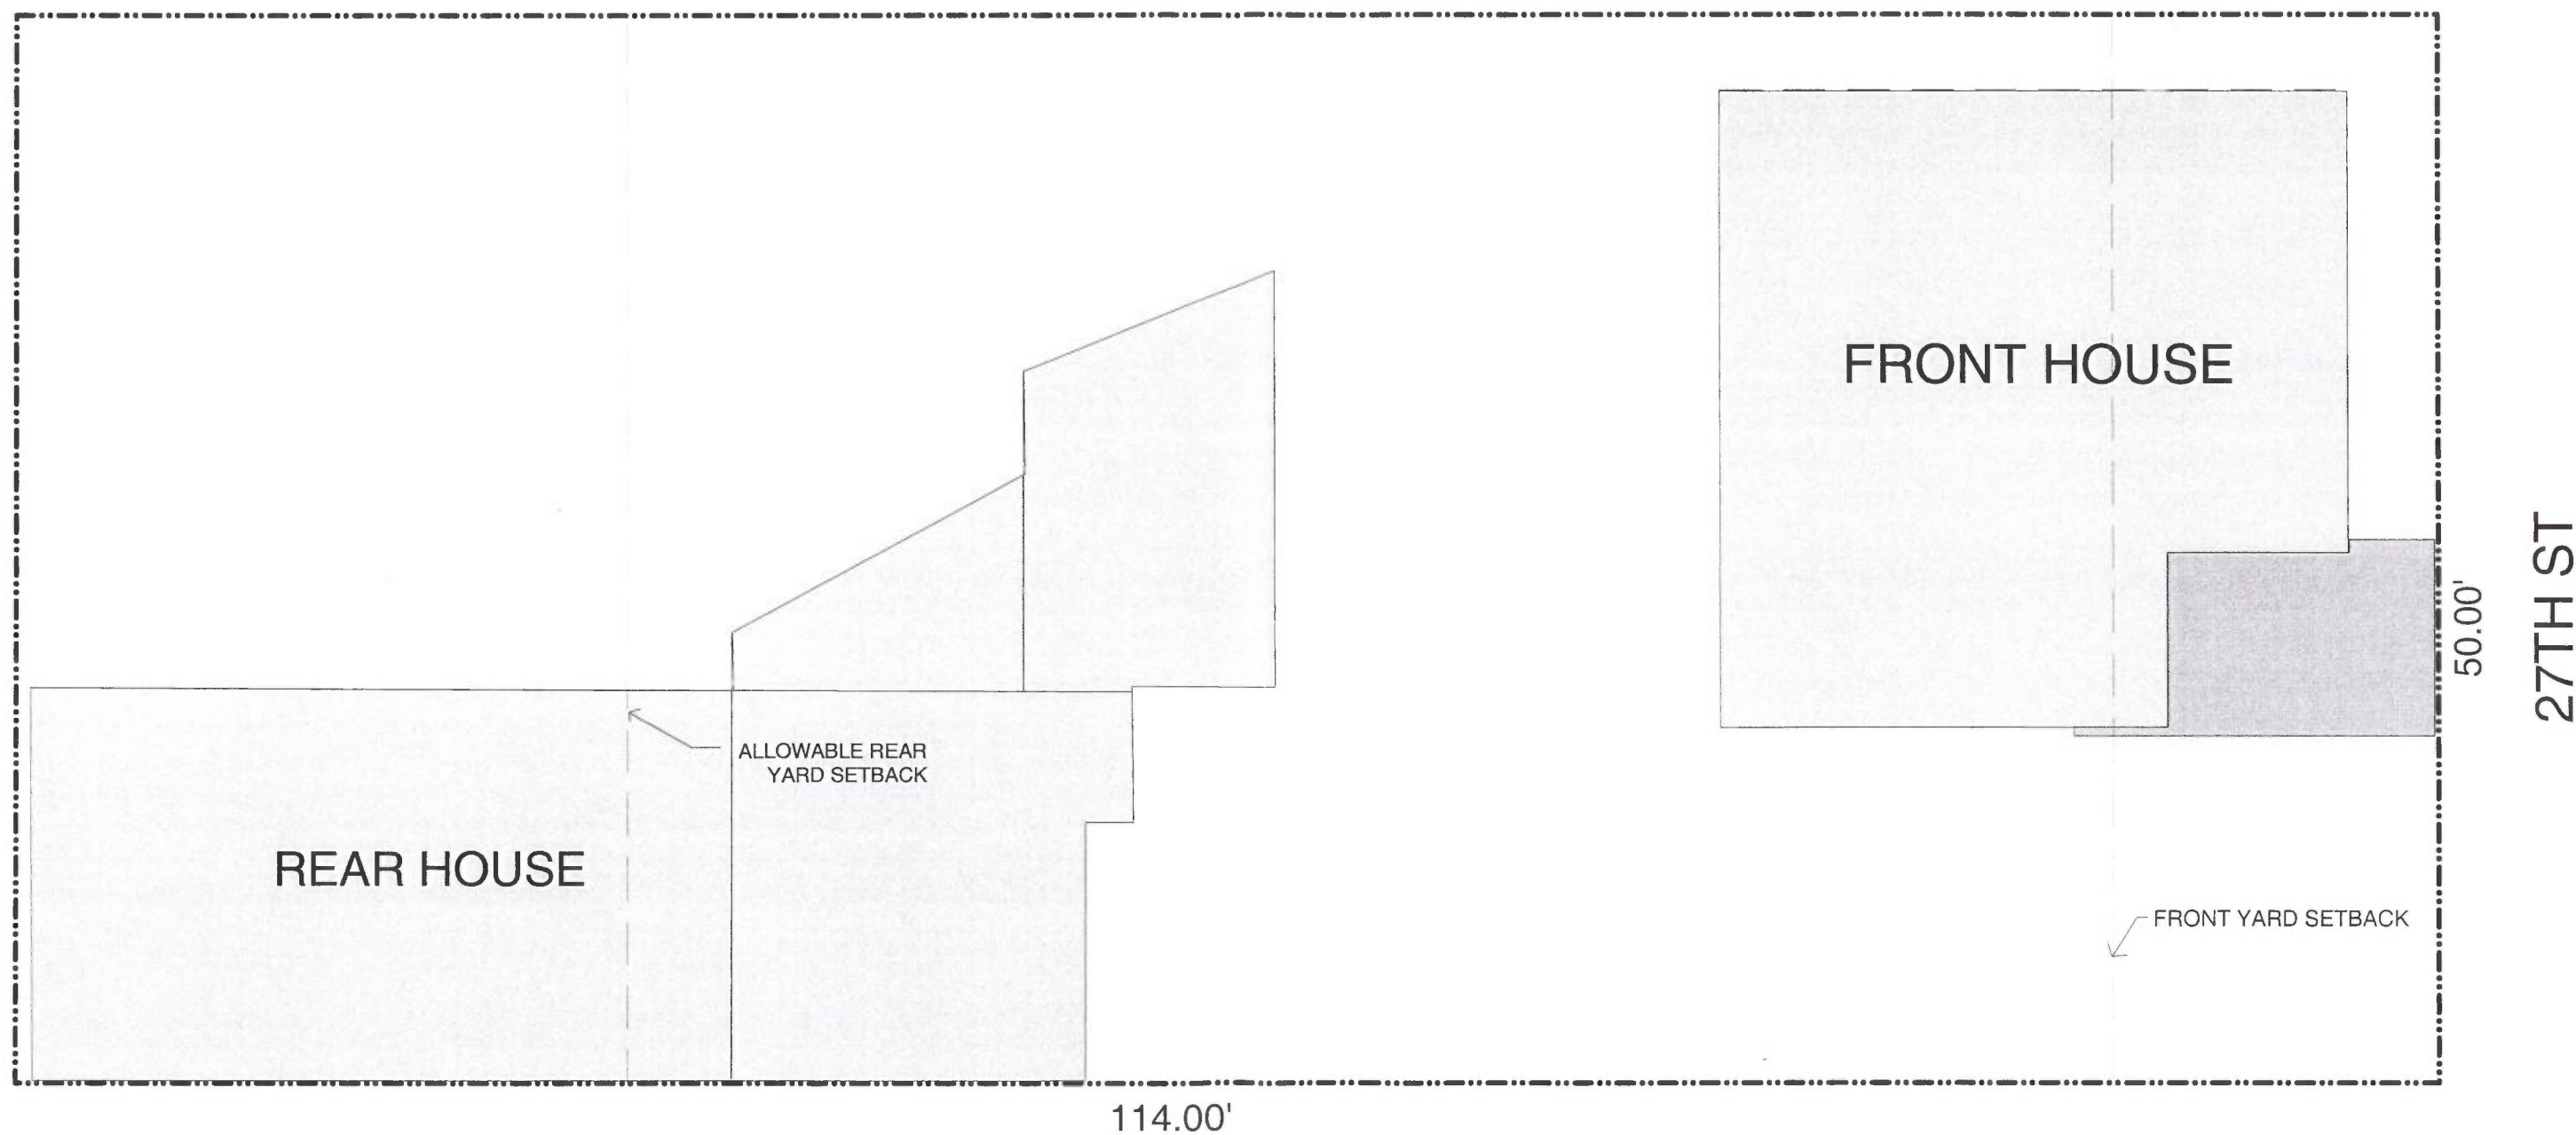 FRONT HOUSE
27TH ST
50.00'
ALLOWABLE REAR
YARD SETBACK
REAR HOUSE
FRONT YARD SETBACK
114.00'